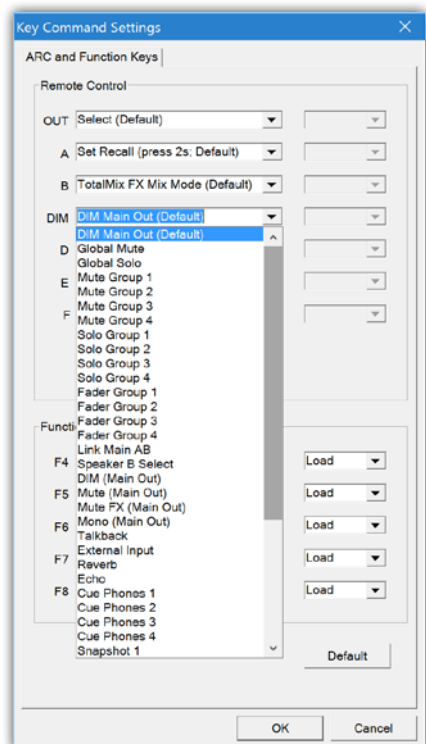 Key Command Settings
ARC and Function Keys
Remote Control
OUT Select (Default)
A Set Recall (press 2s; Default)
B TotalMix FX Mix Mode (Default)
DIM DIM Main Out (Default)
DIM Main Out (Default)
D Global Mute
Global Solo
E Mute Group 1
Mute Group 2
F Mute Group 3
Mute Group 4
Solo Group 1
Solo Group 2
Solo Group 3
Solo Group 4
Fader Group 1
Fader Group 2
Functi Fader Group 3
Fader Group 4
Link Main AB
F4 Speaker B Select Load
DIM (Main Out)
F5 Mute (Main Out) Load
Mute FX (Main Out)
F6 Mono (Main Out) Load
Talkback
F7 External Input Load
Reverb
Echo
F8 Cue Phones 1 Load
Cue Phones 2
Cue Phones 3
Cue Phones 4
Snapshot 1
Default
OK Cancel